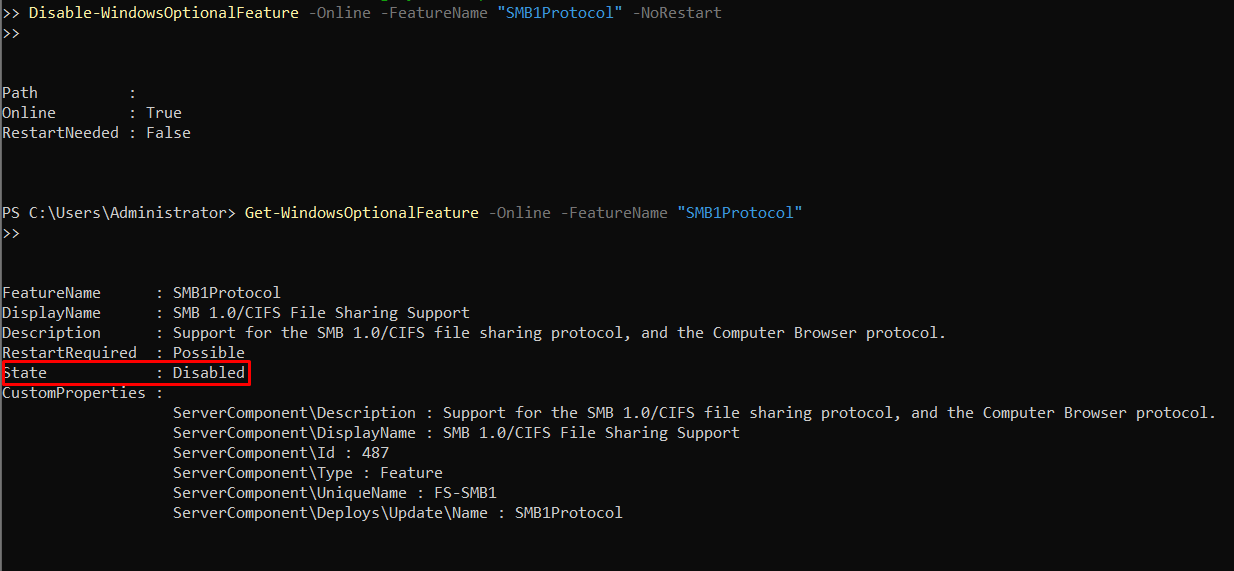 >> Disable-WindowsOptionalFeature -Online -FeatureName "SMB1Protocol" -NoRestart
>>
Path          :
Online        : True
RestartNeeded : False
PS C:\Users\Administrator> Get-WindowsOptionalFeature -Online -FeatureName "SMB1Protocol"
>>
FeatureName      : SMB1Protocol
DisplayName      : SMB 1.0/CIFS File Sharing Support
Description      : Support for the SMB 1.0/CIFS file sharing protocol, and the Computer Browser protocol.
RestartRequired  : Possible
State            : Disabled
CustomProperties :
                   ServerComponent\Description : Support for the SMB 1.0/CIFS file sharing protocol, and the Computer Browser protocol.
                   ServerComponent\DisplayName : SMB 1.0/CIFS File Sharing Support
                   ServerComponent\Id : 487
                   ServerComponent\Type : Feature
                   ServerComponent\UniqueName : FS-SMB1
                   ServerComponent\Deploys\Update\Name : SMB1Protocol